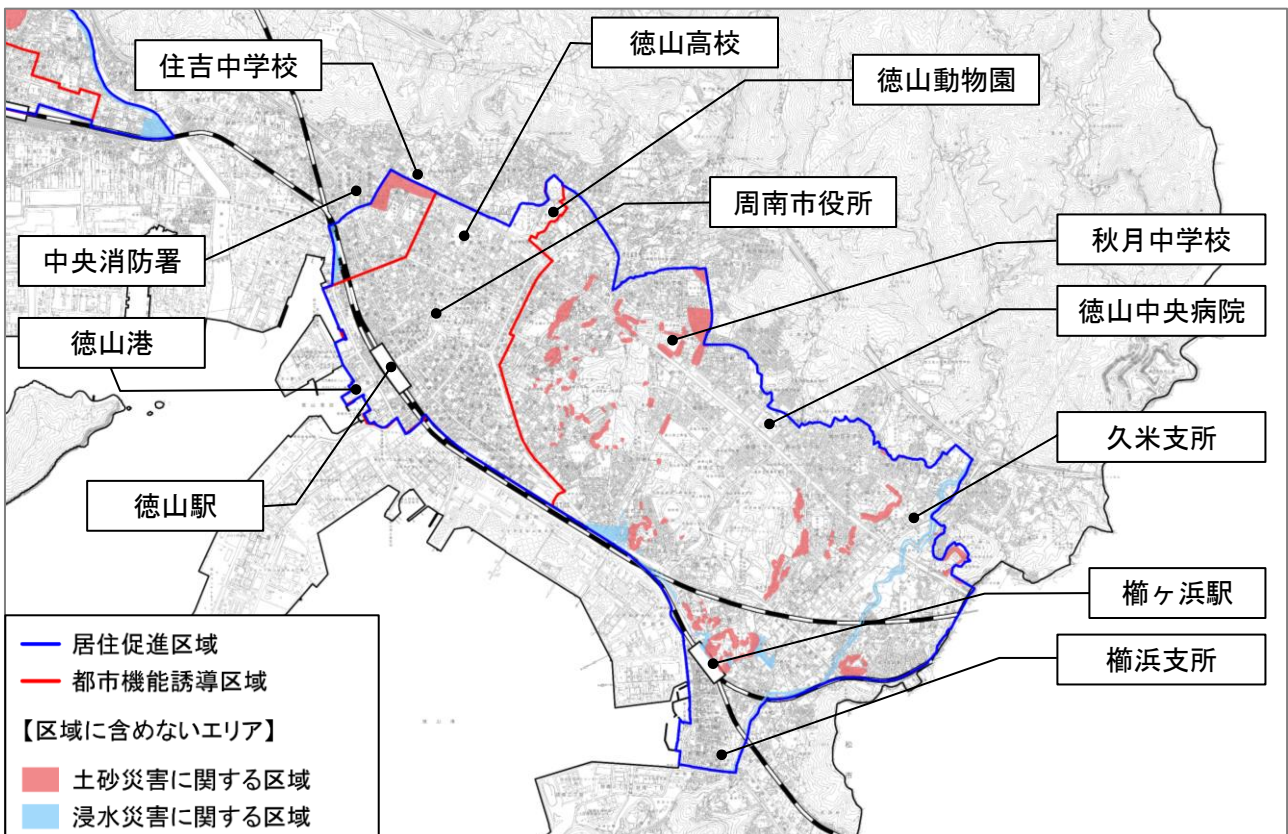 徳山高校
住吉中学校
徳山動物園
周南市役所
中央消防署
秋月中学校
徳山中央病院
徳山港
久米支所
徳山駅
櫛ヶ浜駅
櫛浜支所
居住促進区域
都市機能誘導区域
【区域に含めないエリア】
土砂災害に関する区域
浸水災害に関する区域